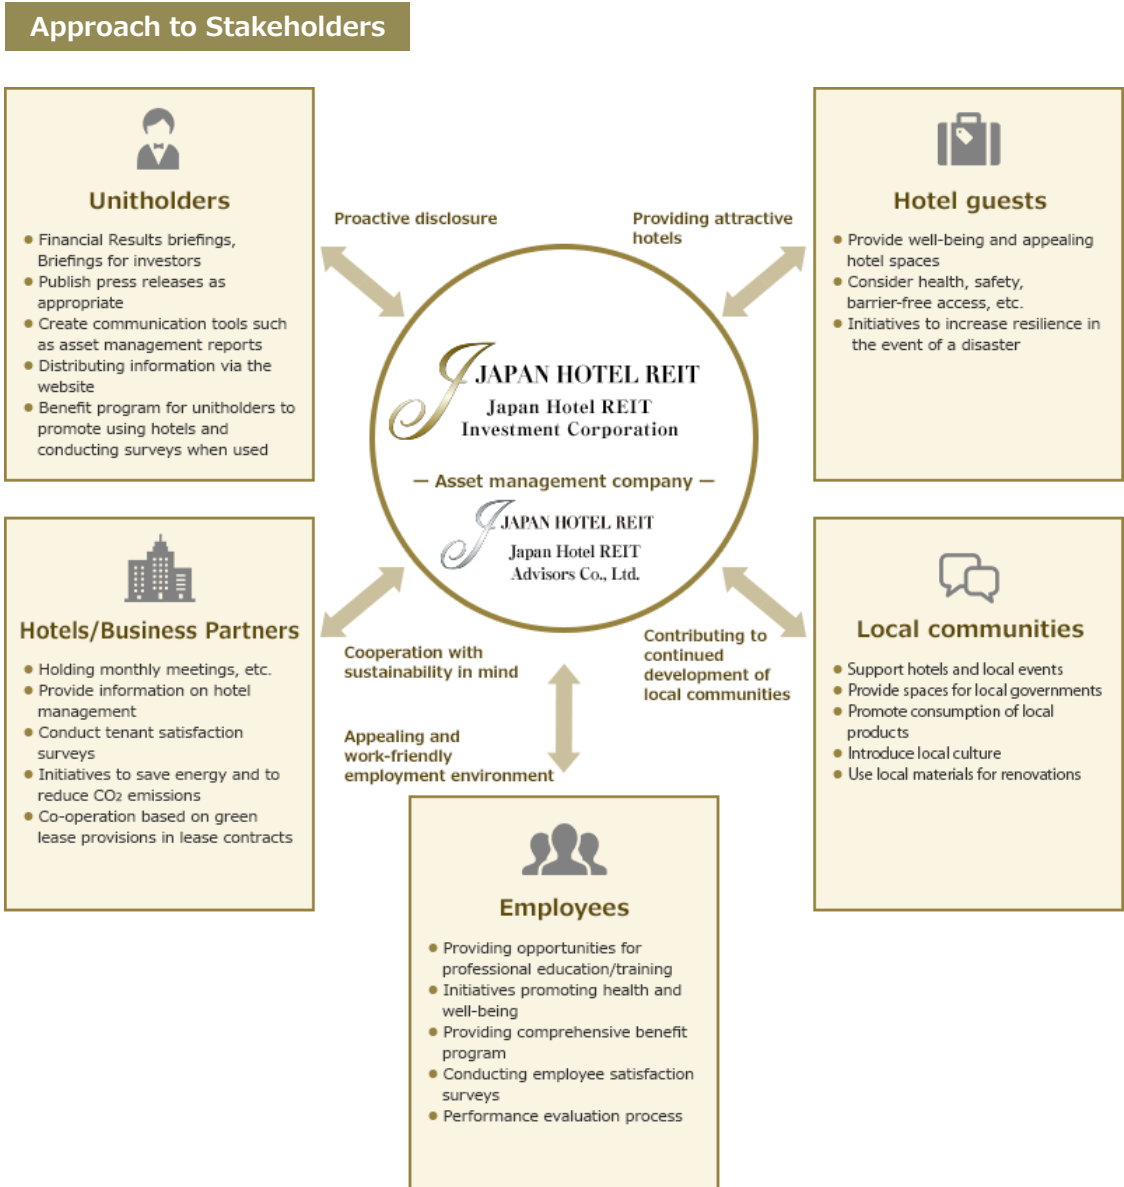 Approach to Stakeholders
Unitholders
● Financial Results briefings,
Briefings for investors
● Publish press releases as
appropriate
● Create communication tools such
as asset management reports
● Distributing information via the
website
● Benefit program for unitholders to
promote using hotels and
conducting surveys when used
Proactive disclosure
Providing attractive
hotels
Hotel guests
● Provide well-being and appealing
hotel spaces
● Consider health, safety,
barrier-free access, etc.
● Initiatives to increase resilience in
the event of a disaster
JAPAN HOTEL REIT
Japan Hotel REIT
Investment Corporation
— Asset management company —
JAPAN HOTEL REIT
Japan Hotel REIT
Advisors Co., Ltd.
Hotels/Business Partners
● Holding monthly meetings, etc.
● Provide information on hotel
management
● Conduct tenant satisfaction
surveys
● Initiatives to save energy and to
reduce CO₂ emissions
● Co-operation based on green
lease provisions in lease contracts
Cooperation with
sustainability in mind
Contributing to
continued
development of
local communities
Local communities
● Support hotels and local events
● Provide spaces for local governments
● Promote consumption of local
products
● Introduce local culture
● Use local materials for renovations
Appealing and
work-friendly
employment environment
Employees
● Providing opportunities for
professional education/training
● Initiatives promoting health and
well-being
● Providing comprehensive benefit
program
● Conducting employee satisfaction
surveys
● Performance evaluation process